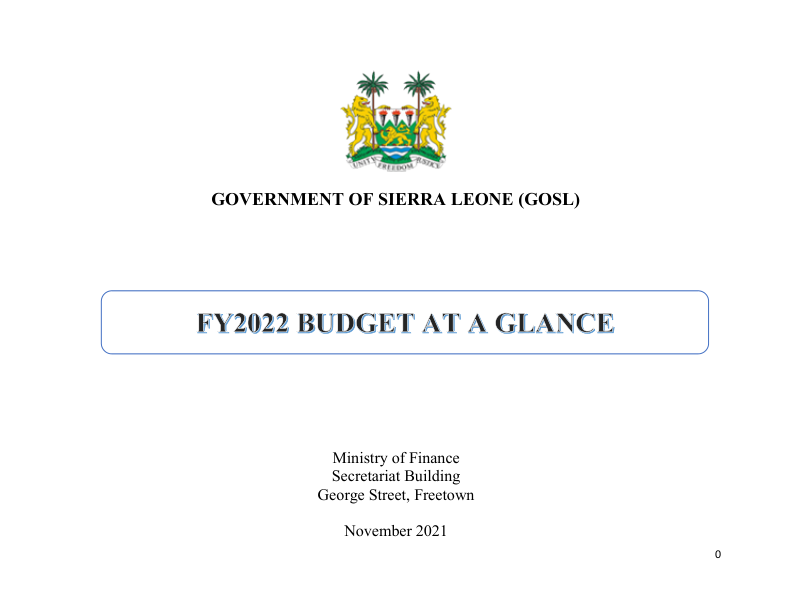 UNITY FREEDOM JUSTICE
GOVERNMENT OF SIERRA LEONE (GOSL)
FY2022 BUDGET AT A GLANCE
Ministry of Finance
Secretariat Building
George Street, Freetown
November 2021
0